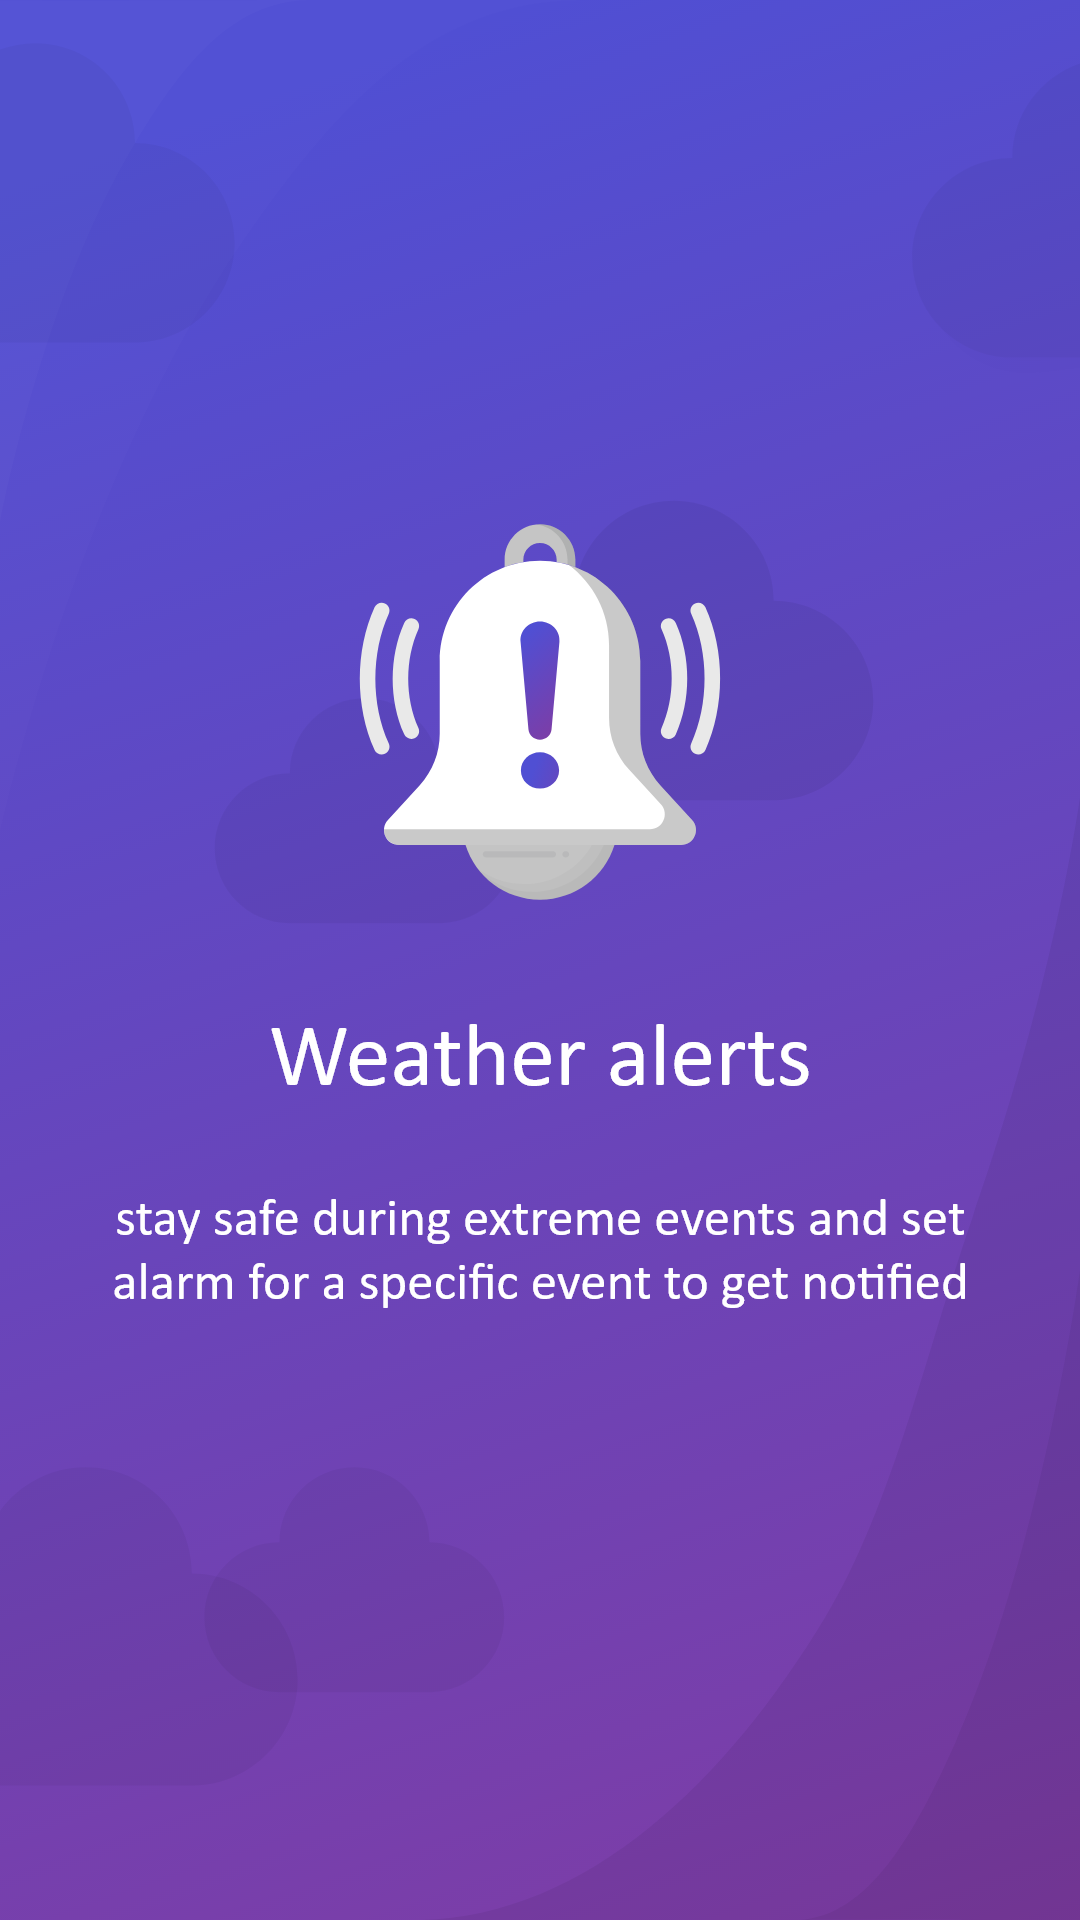 Weather alerts
stay safe during extreme events and set
alarm for a specific event to get notified